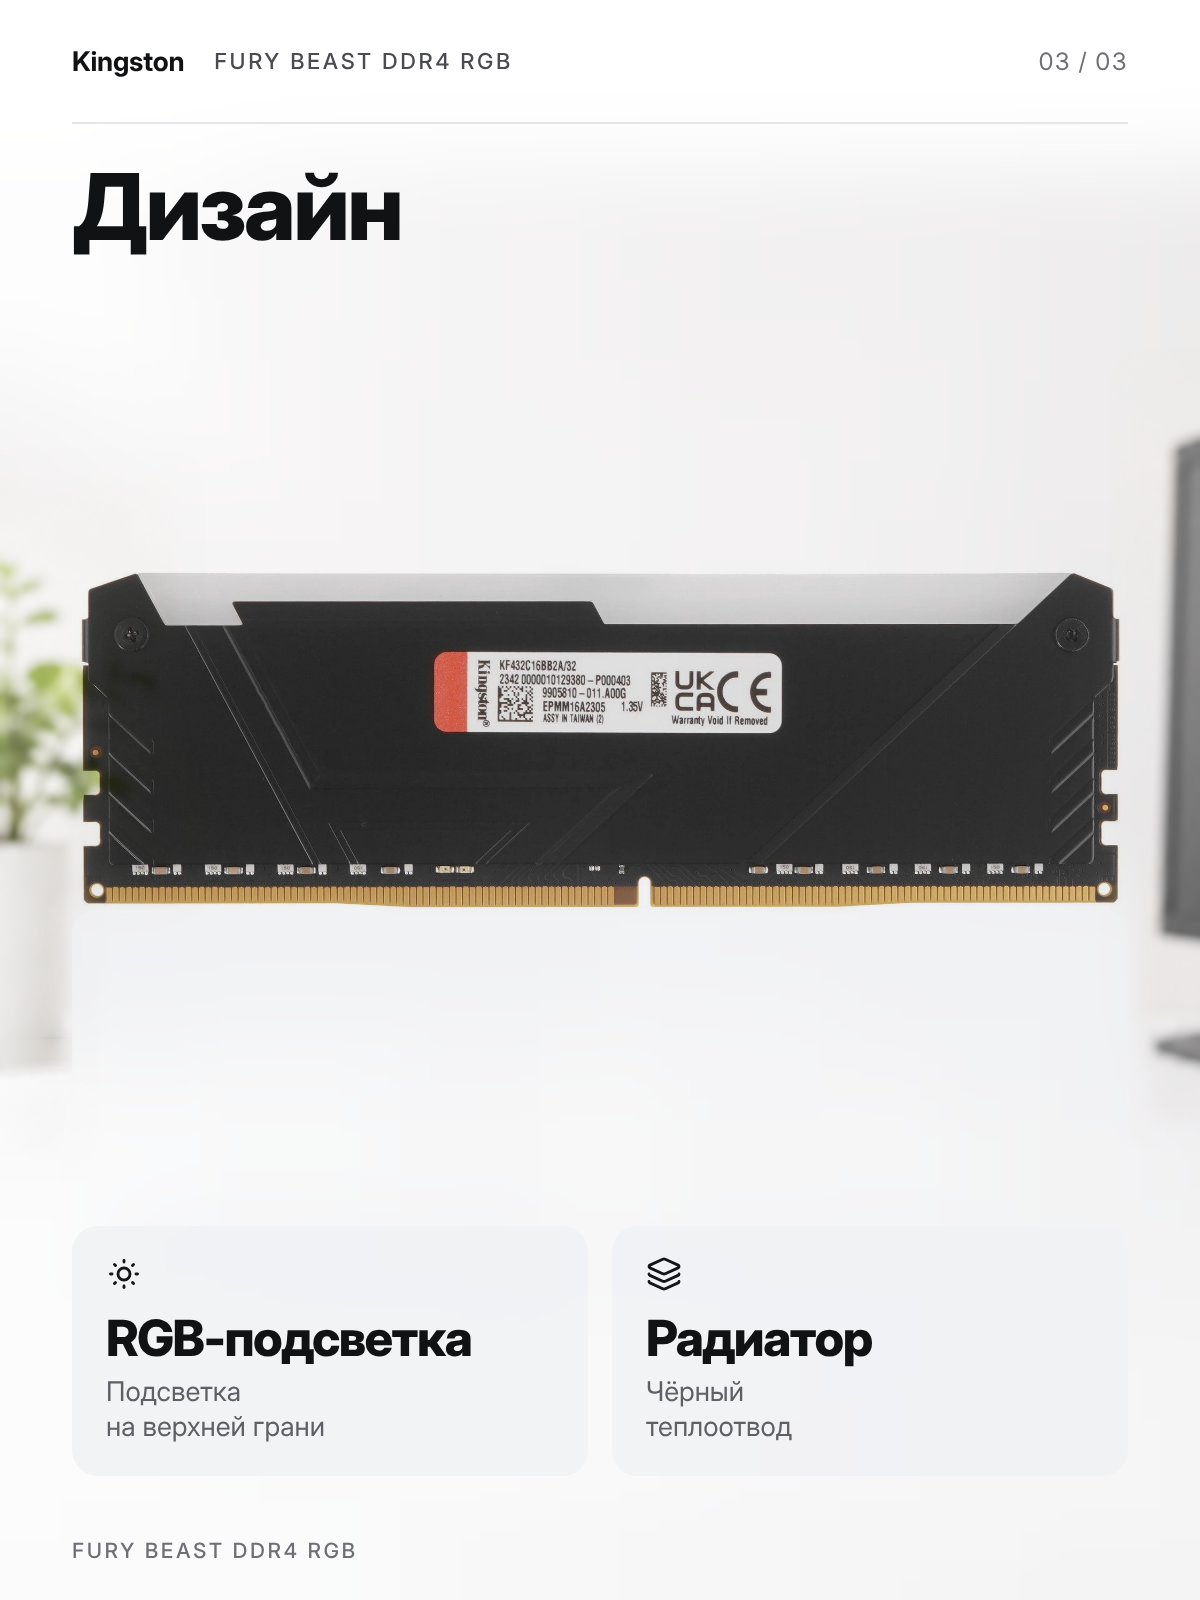 Kingston FURY BEAST DDR4 RGB 03 / 03
Дизайн
Kingston®
KF432C16BB2A/32
2342 0000010129380 – P000403
9905810 – 011.A00G
EPMM16A2305 1.35V
ASSY IN TAIWAN (2)
UK
CA CE
Warranty Void If Removed
RGB-подсветка
Подсветка
на верхней грани
Радиатор
Чёрный
теплоотвод
FURY BEAST DDR4 RGB